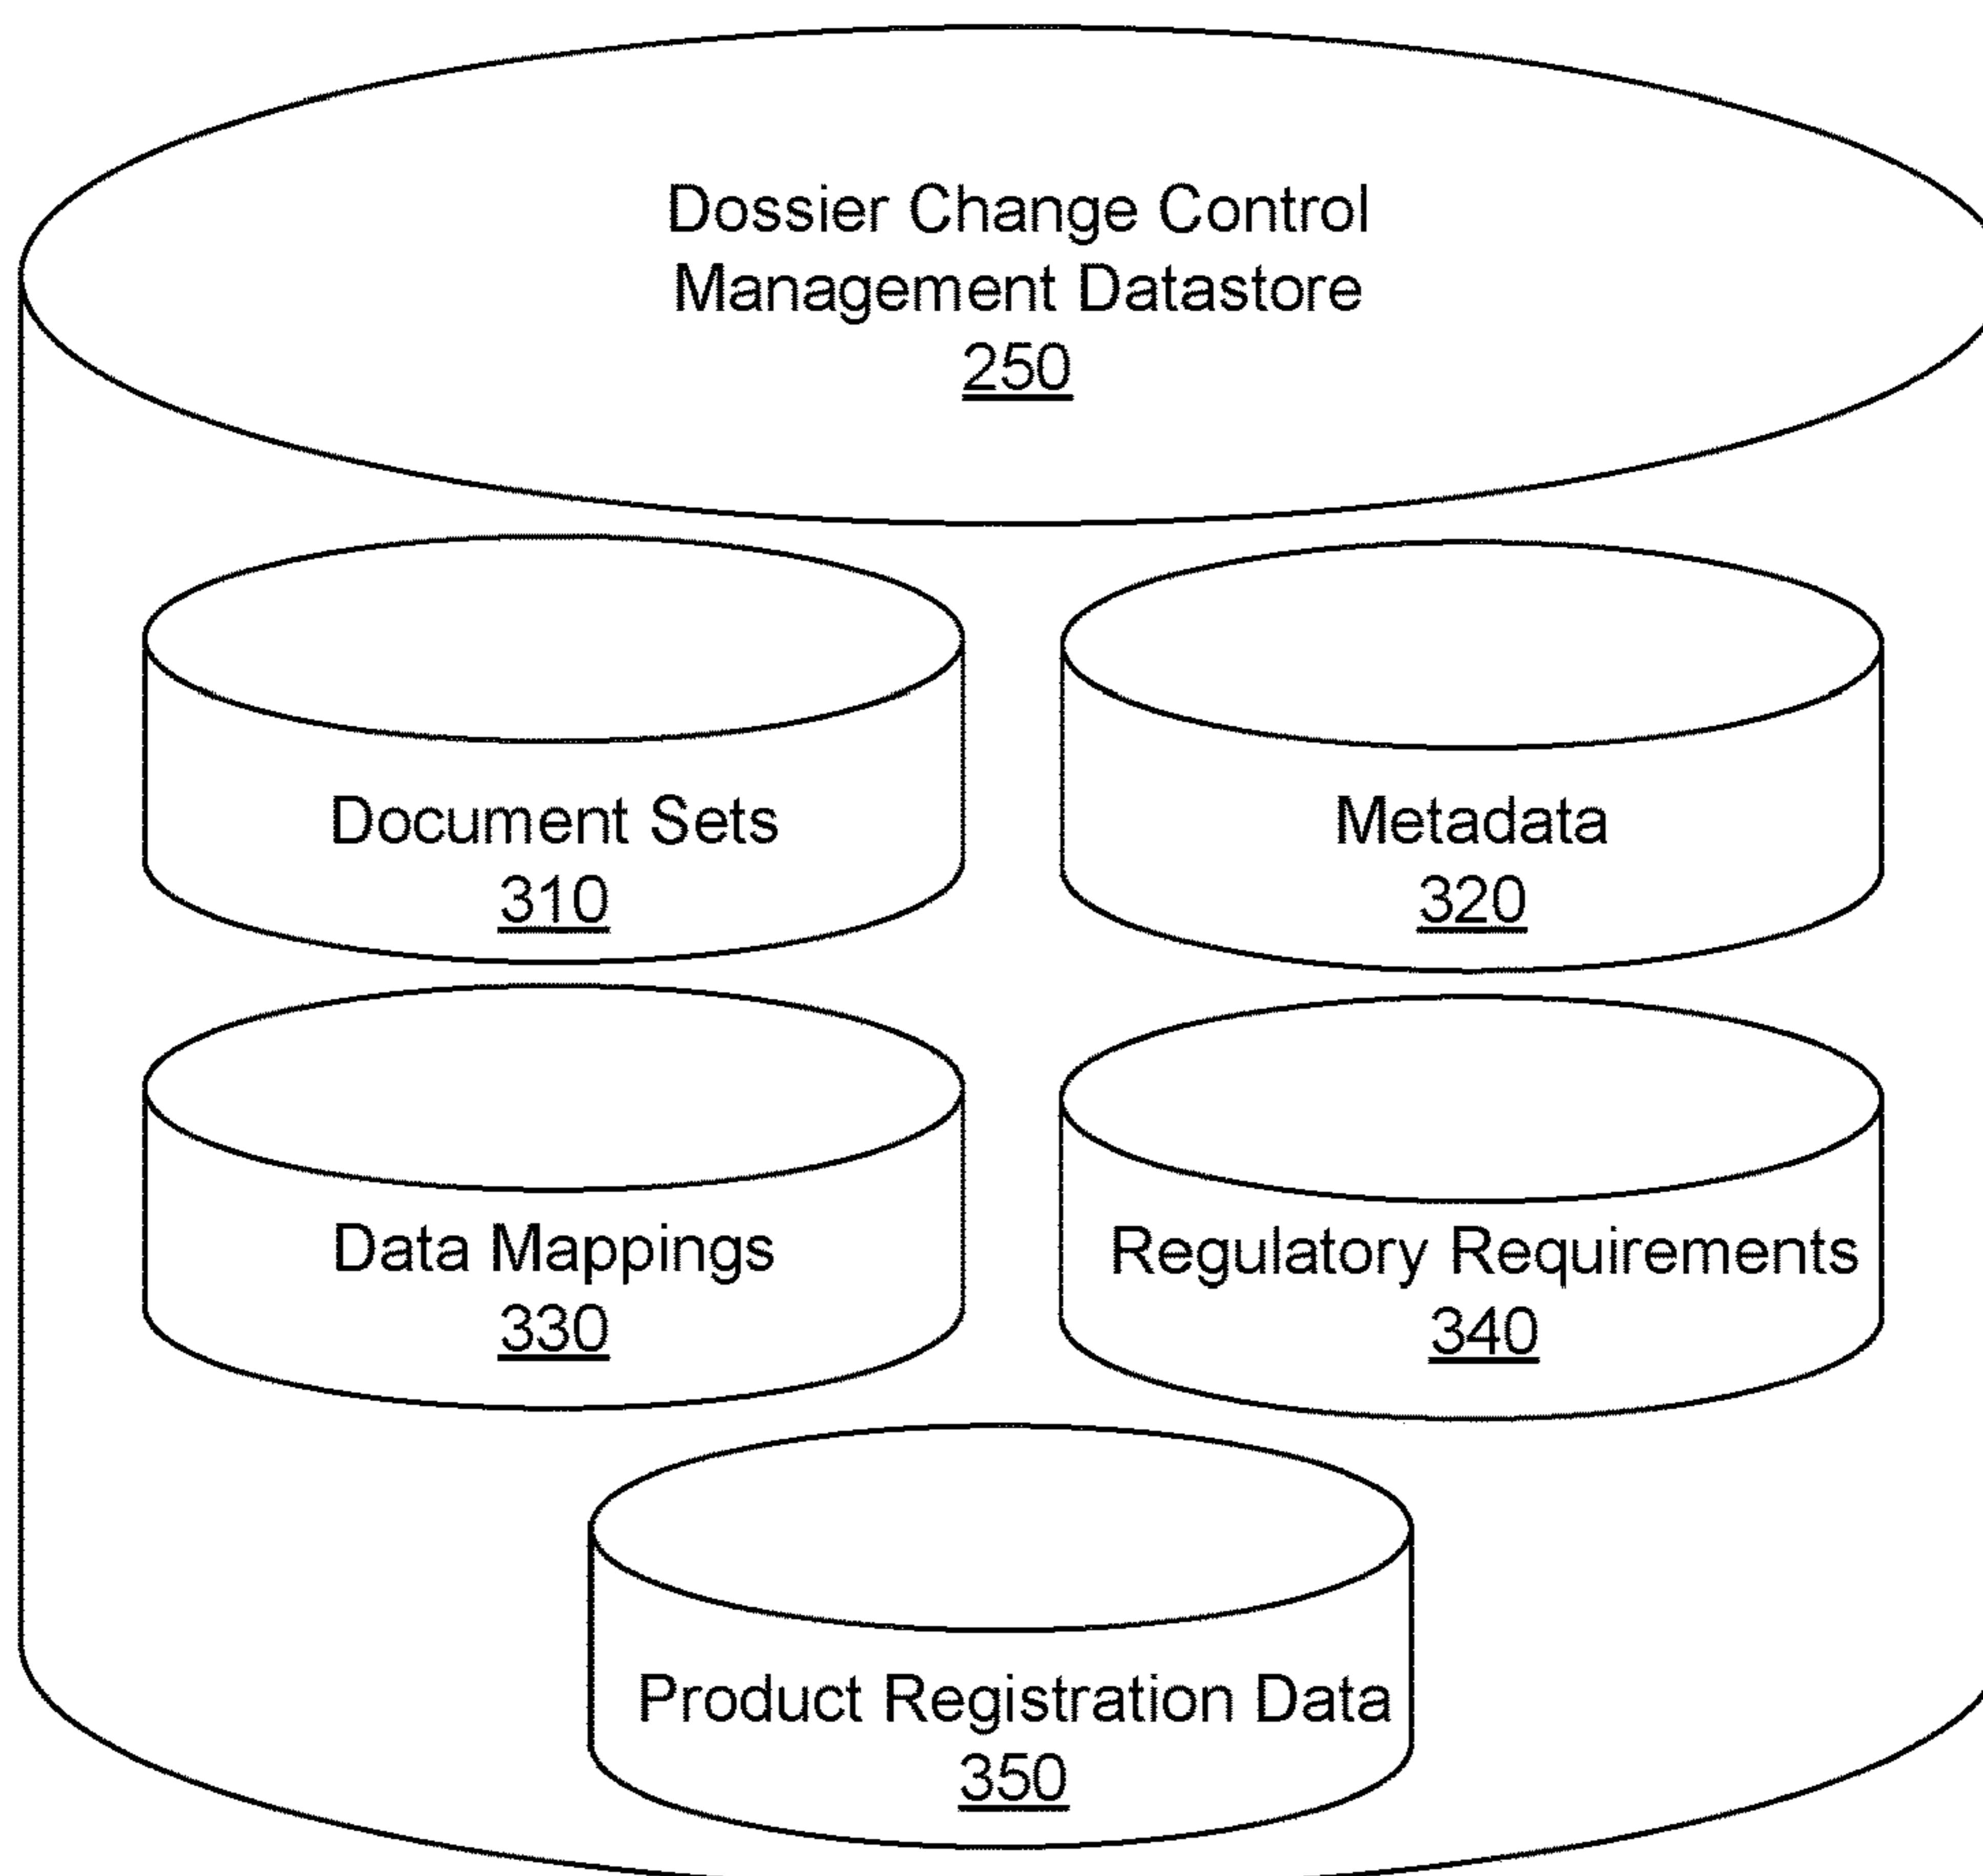 Dossier Change Control
Management Datastore
250
Document Sets
310
Metadata
320
Data Mappings
330
Regulatory Requirements
340
Product Registration Data
350